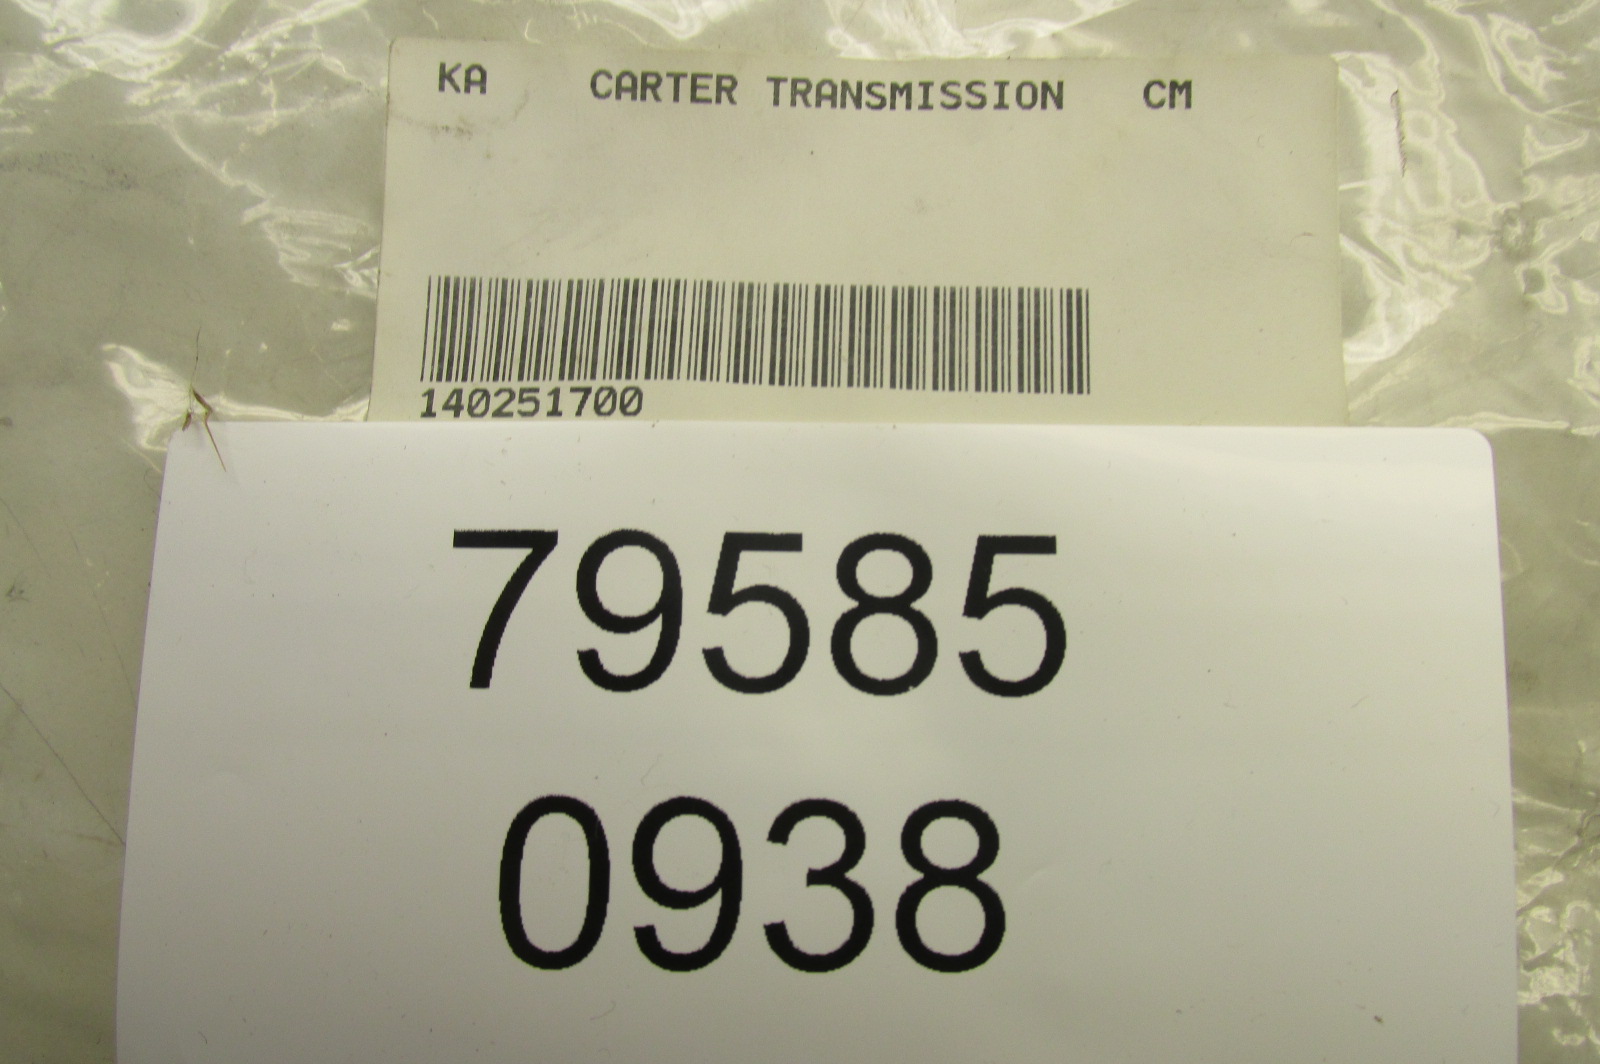 KA CARTER TRANSMISSION CM
140251700
79585
0938